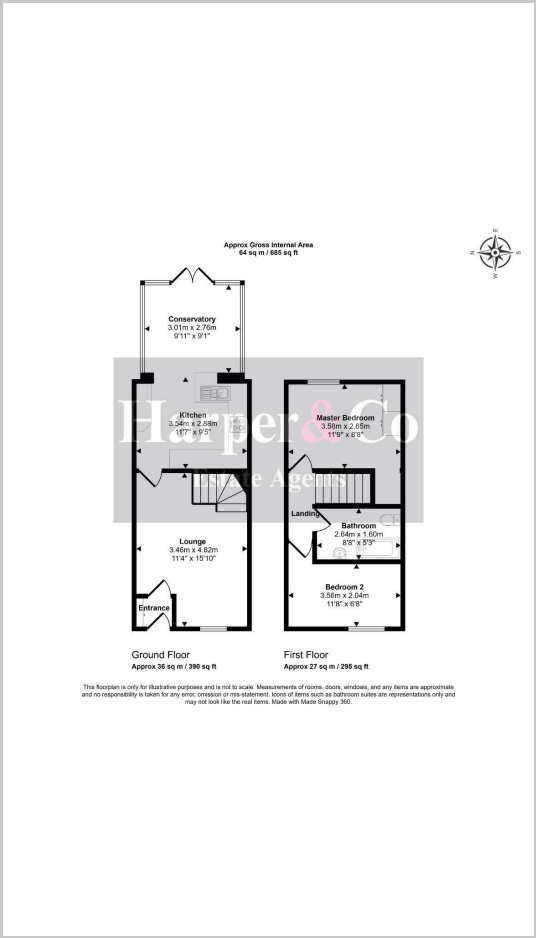 Approx Gross Internal Area
64 sq m / 685 sq ft
E
N
S
W
Conservatory
3.01m x 2.76m
9'11" x 9'1"
Kitchen
3.54m x 2.88m
11'7" x 9'5"
Master Bedroom
3.58m x 2.65m
11'9" x 8'8"
Harper&Co
Estate Agents
Landing
Bathroom
2.64m x 1.60m
8'8" x 5'3"
Lounge
3.46m x 4.82m
11'4" x 15'10"
Bedroom 2
3.56m x 2.04m
11'8" x 6'8"
Entrance
Ground Floor
Approx 36 sq m / 390 sq ft
First Floor
Approx 27 sq m / 295 sq ft
This floorplan is only for illustrative purposes and is not to scale. Measurements of rooms, doors, windows, and any items are approximate
and no responsibility is taken for any error, omission or mis-statement. Icons of items such as bathroom suites are representations only and
may not look like the real items. Made with Made Snappy 360.